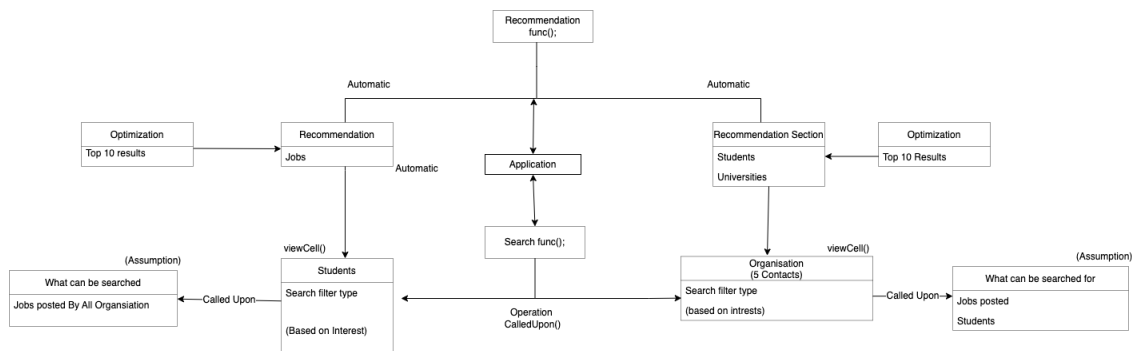 Recommendation
func();
Automatic
Automatic
Optimization
Top 10 results
Recommendation
Jobs
Automatic
Application
Recommendation Section
Students
Universities
Optimization
Top 10 Results
Search func();
viewCell()
Students
Search filter type
(Based on Interest)
viewCell()
Organisation
(5 Contacts)
Search filter type
(based on intrests)
(Assumption)
What can be searched
Jobs posted By All Organsiation
Called Upon
Operation
CalledUpon()
Called Upon
(Assumption)
What can be searched for
Jobs posted
Students